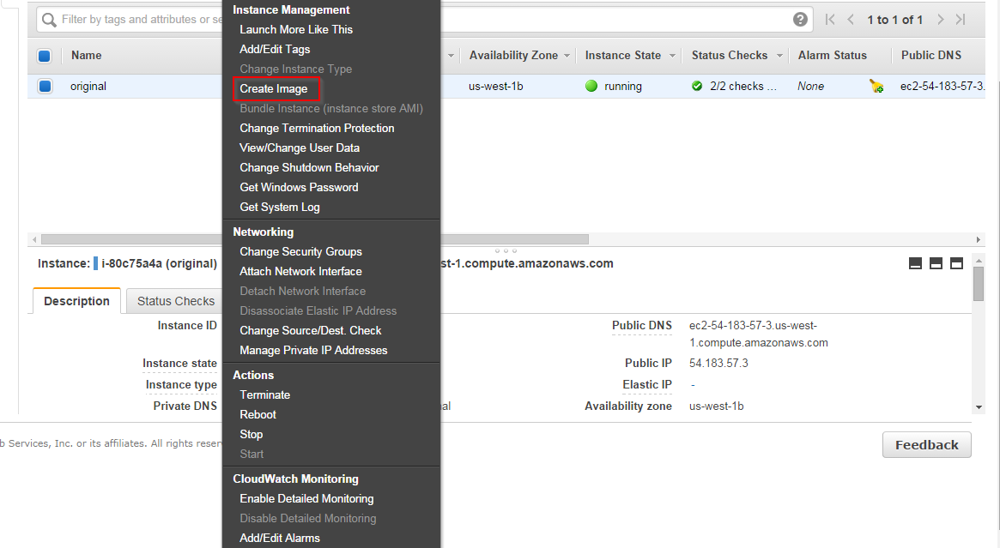 Filter by tags and attributes or se
1 to 1 of 1
Name
Availability Zone
Instance State
Status Checks
Alarm Status
Public DNS
original
us-west-1b
running
2/2 checks ...
None
ec2-54-183-57-3.
Instance Management
Launch More Like This
Add/Edit Tags
Change Instance Type
Create Image
Bundle Instance (instance store AMI)
Change Termination Protection
View/Change User Data
Change Shutdown Behavior
Get Windows Password
Get System Log
Networking
Change Security Groups
Attach Network Interface
Detach Network Interface
Disassociate Elastic IP Address
Change Source/Dest. Check
Manage Private IP Addresses
Actions
Terminate
Reboot
Stop
Start
CloudWatch Monitoring
Enable Detailed Monitoring
Disable Detailed Monitoring
Add/Edit Alarms
Instance: i-80c75a4a (original)
st-1.compute.amazonaws.com
Description
Status Checks
Instance ID
Instance state
Instance type
Private DNS
nal
Public DNS
ec2-54-183-57-3.us-west-
1.compute.amazonaws.com
Public IP
54.183.57.3
Elastic IP
-
Availability zone
us-west-1b
b Services, Inc. or its affiliates. All rights reser
Feedback